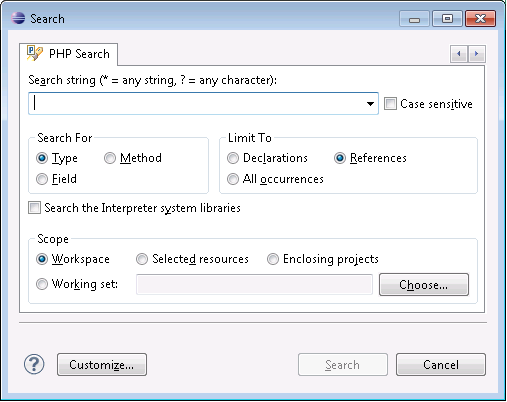 Search
PHP Search
Search string (* = any string, ? = any character):
Case sensitive
Search For
Limit To
Type
Method
Declarations
References
Field
All occurrences
Search the Interpreter system libraries
Scope
Workspace
Selected resources
Enclosing projects
Working set:
Choose...
?
Customize...
Search
Cancel